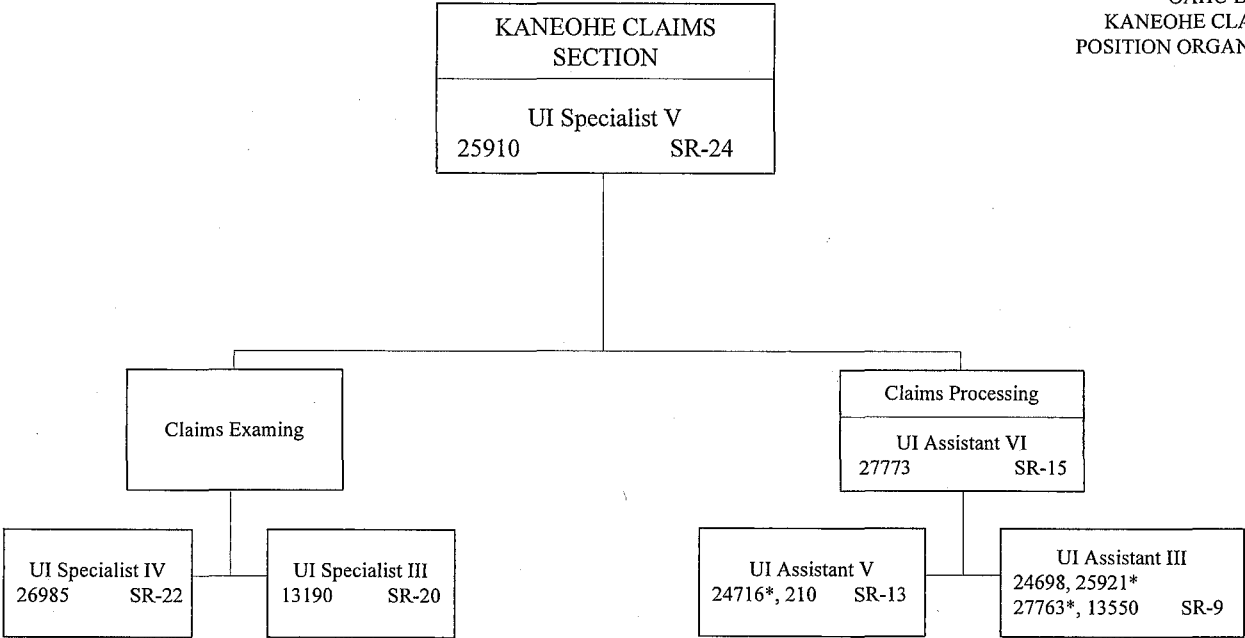 KANEOHE CLAIMS
SECTION
UI Specialist V
25910 SR-24
KANEOHE
POSITION
Claims Examing
Claims Processing
UI Assistant VI
27773 SR-15
UI Specialist IV
26985 SR-22
UI Specialist III
13190 SR-20
UI Assistant V
24716*, 210 SR-13
UI Assistant III
24698, 25921*
27763*, 13550 SR-9